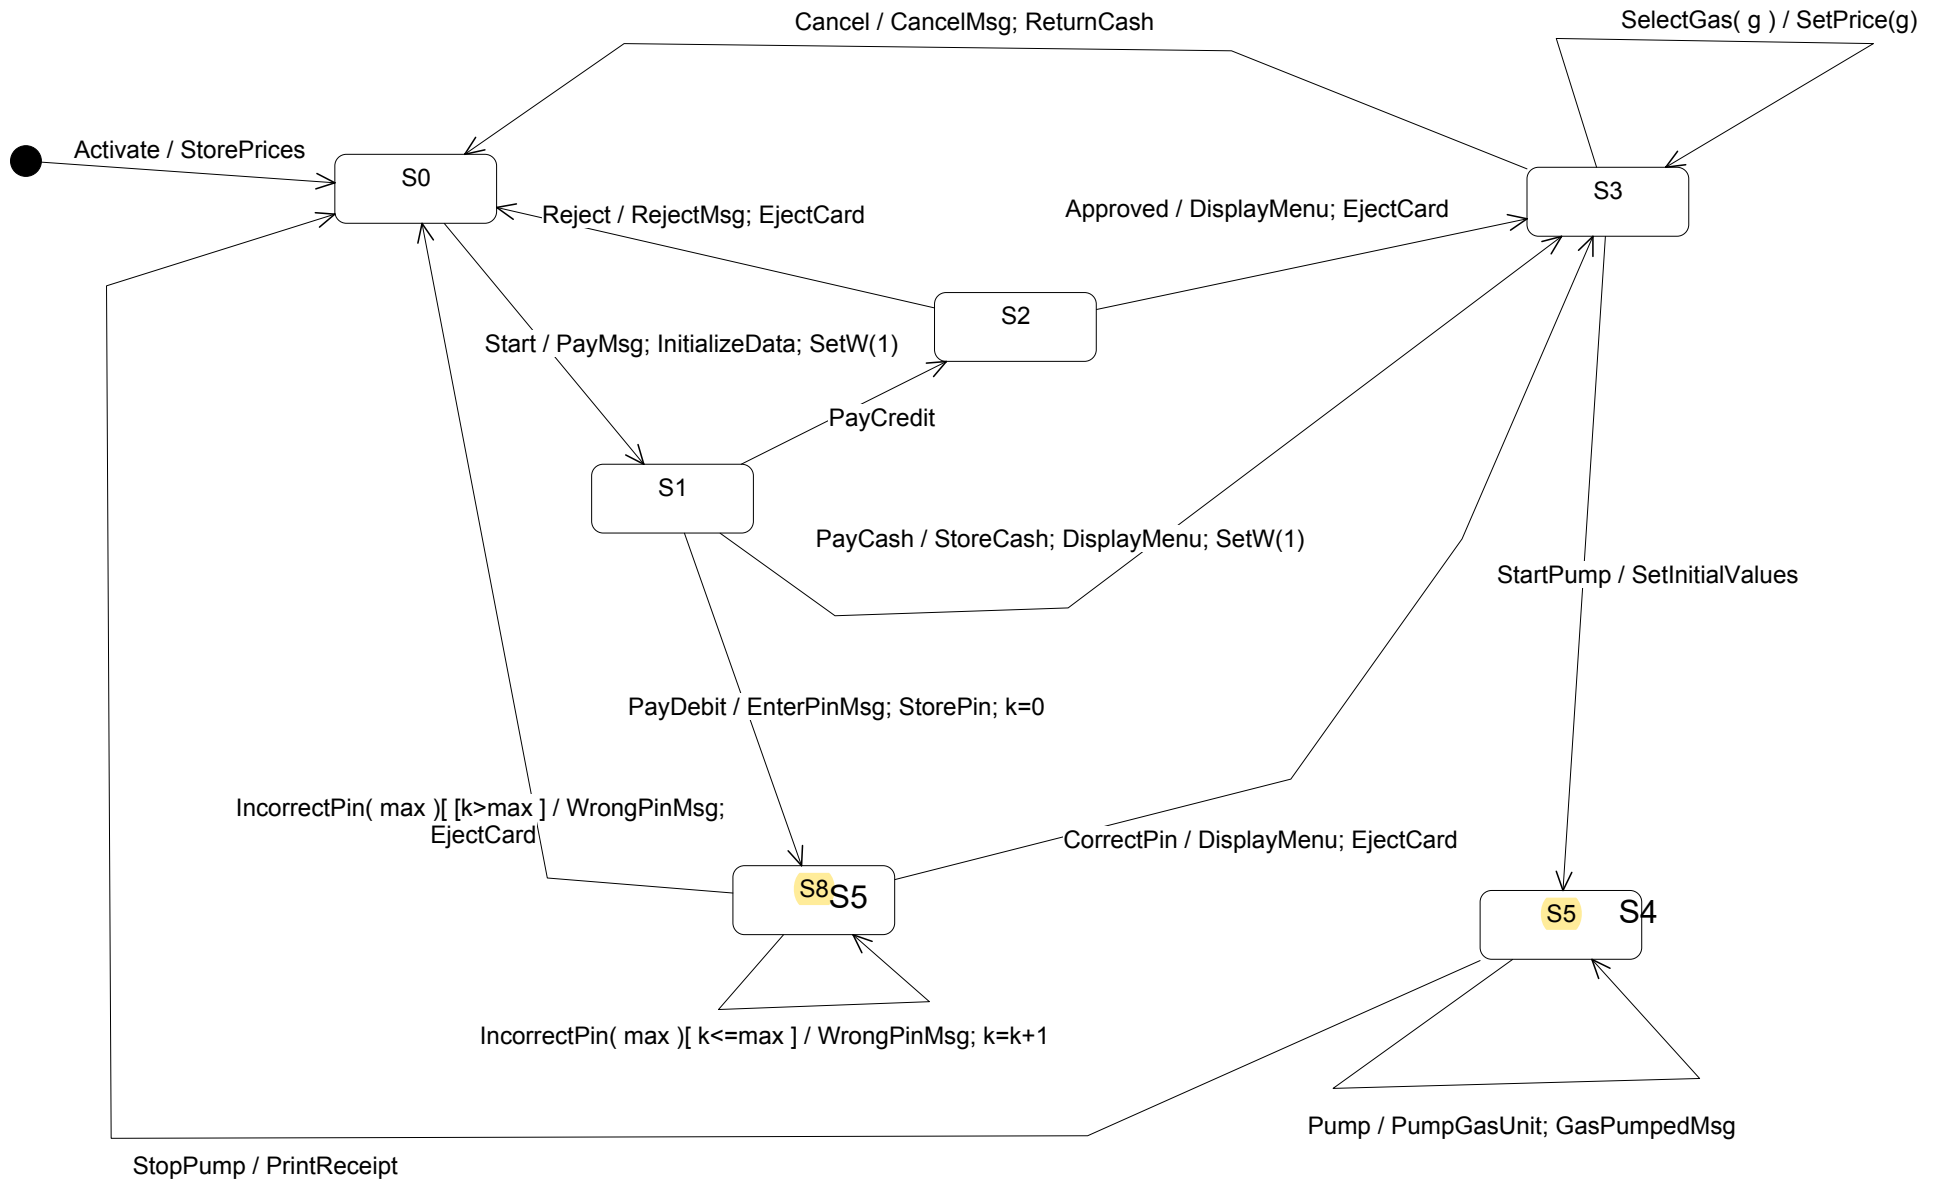 Cancel / CancelMsg; ReturnCash
SelectGas( g ) / SetPrice(g)
Activate / StorePrices
S0
S3
Reject / RejectMsg; EjectCard
Approved / DisplayMenu; EjectCard
S2
Start / PayMsg; InitializeData; SetW(1)
PayCredit
S1
PayCash / StoreCash; DisplayMenu; SetW(1)
StartPump / SetInitialValues
PayDebit / EnterPinMsg; StorePin; k=0
IncorrectPin( max )[ [k>max ] / WrongPinMsg;
EjectCard
CorrectPin / DisplayMenu; EjectCard
S8 S5
S5 S4
IncorrectPin( max )[ k<=max ] / WrongPinMsg; k=k+1
Pump / PumpGasUnit; GasPumpedMsg
StopPump / PrintReceipt